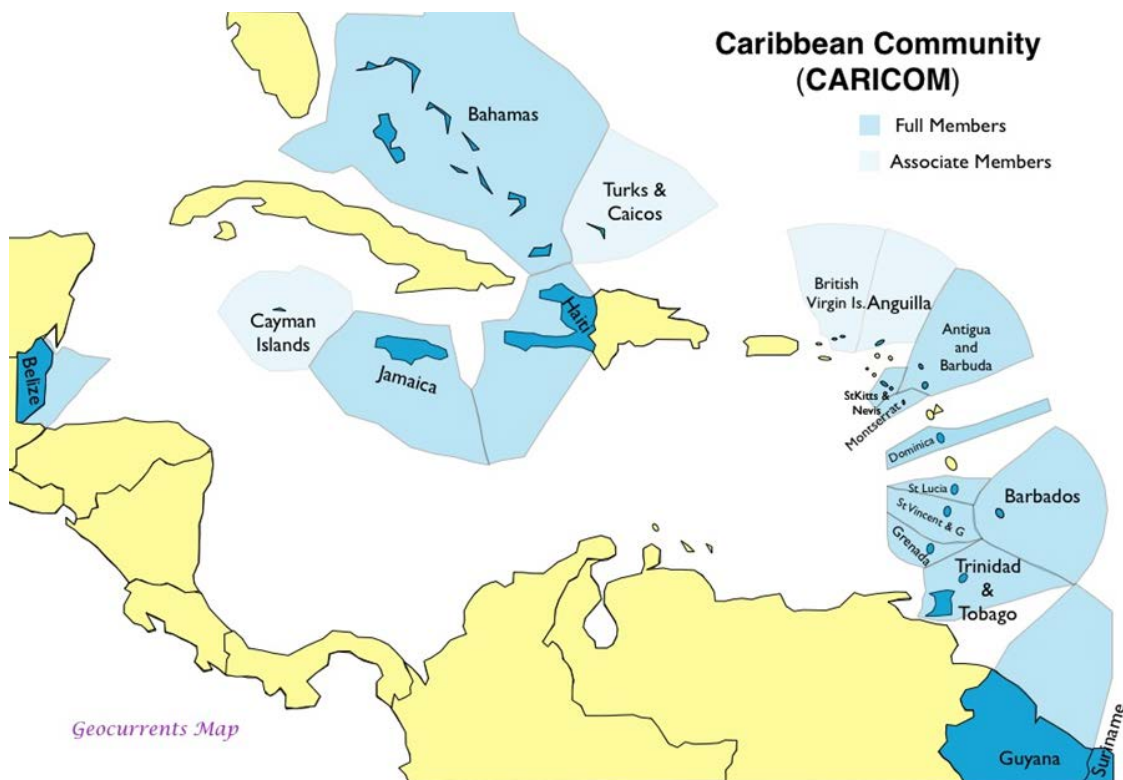 Caribbean Community
(CARICOM)
Full Members
Associate Members
Bahamas
Turks &
Caicos
British
Virgin Is.
Anguilla
Haiti
Cayman
Islands
Antigua
and
Barbuda
Belize
Jamaica
StKitts &
Nevis
Montserrat
Dominica
St Lucia
Barbados
St Vincent & G
Grenada
Trinidad
&
Tobago
Geocurrents Map
Guyana
Suriname